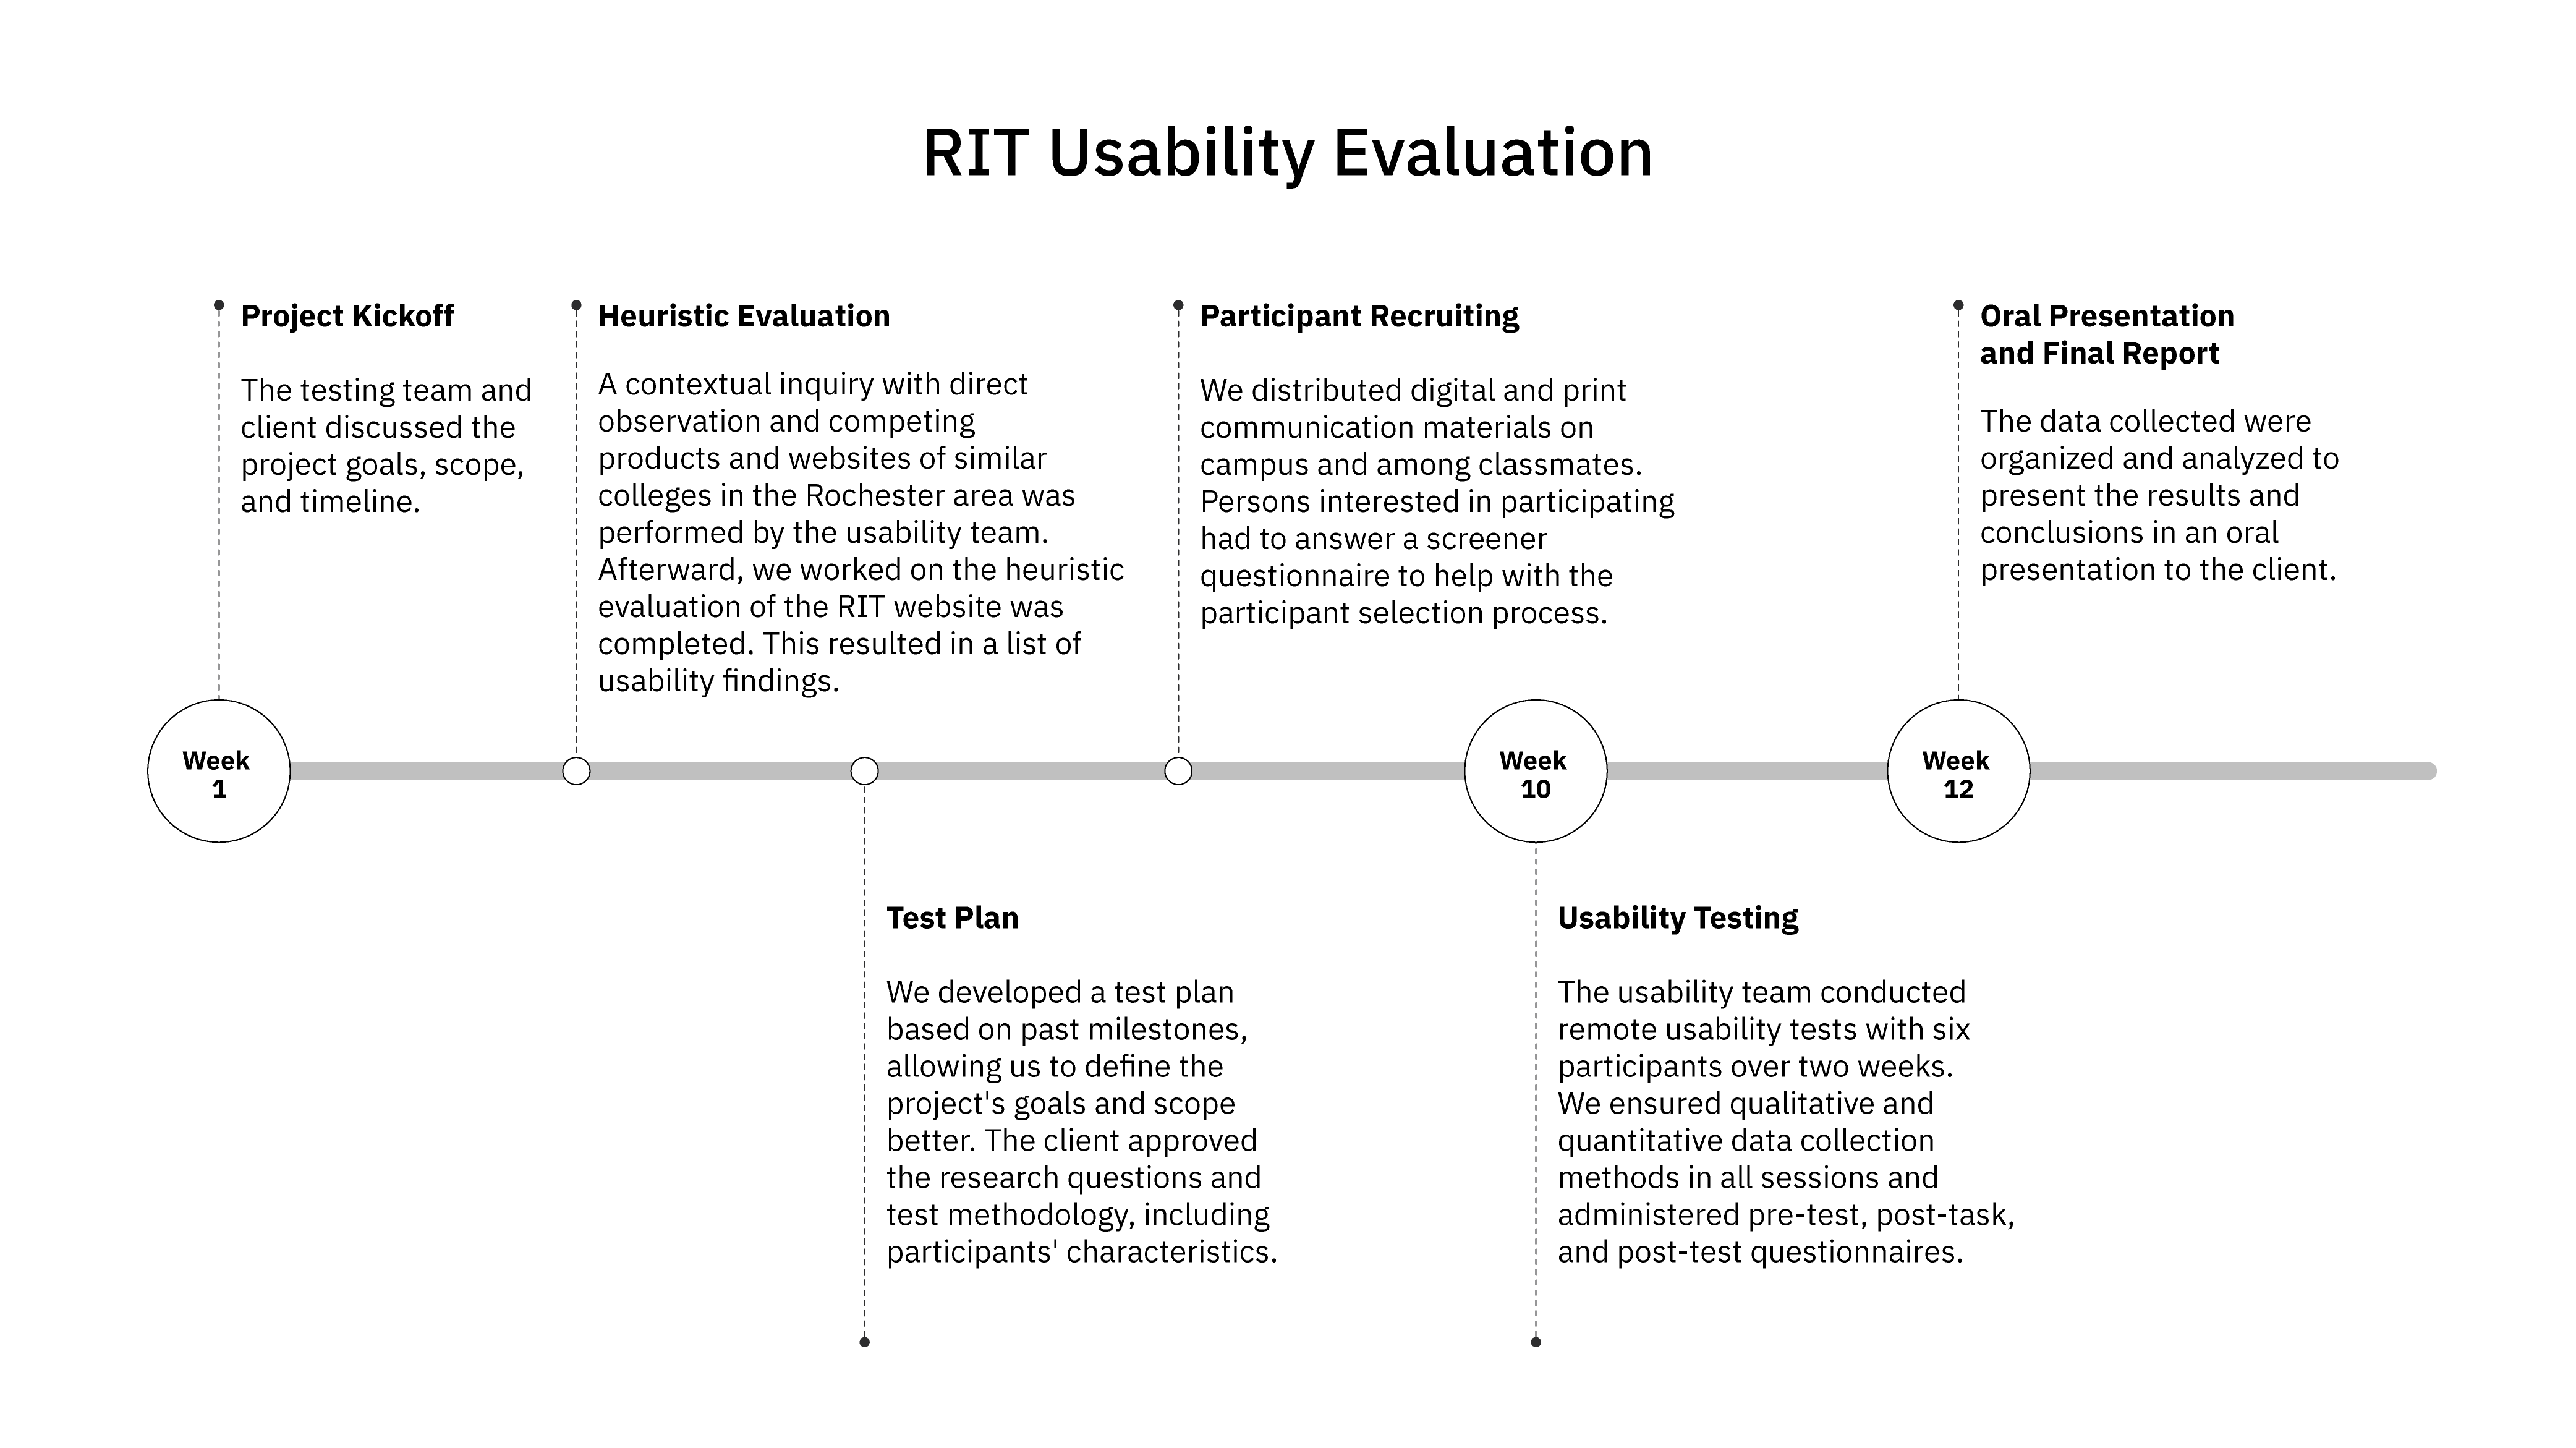 RIT Usability Evaluation
Project Kickoff
The testing team and
client discussed the
project goals, scope,
and timeline.
Heuristic Evaluation
A contextual inquiry with direct
observation and competing
products and websites of similar
colleges in the Rochester area was
performed by the usability team.
Afterward, we worked on the heuristic
evaluation of the RIT website was
completed. This resulted in a list of
usability findings.
Participant Recruiting
We distributed digital and print
communication materials on
campus and among classmates.
Persons interested in participating
had to answer a screener
questionnaire to help with the
participant selection process.
Oral Presentation
and Final Report
The data collected were
organized and analyzed to
present the results and
conclusions in an oral
presentation to the client.
Week
1
Week
10
Week
12
Test Plan
We developed a test plan
based on past milestones,
allowing us to define the
project's goals and scope
better. The client approved
the research questions and
test methodology, including
participants' characteristics.
Usability Testing
The usability team conducted
remote usability tests with six
participants over two weeks.
We ensured qualitative and
quantitative data collection
methods in all sessions and
administered pre-test, post-task,
and post-test questionnaires.